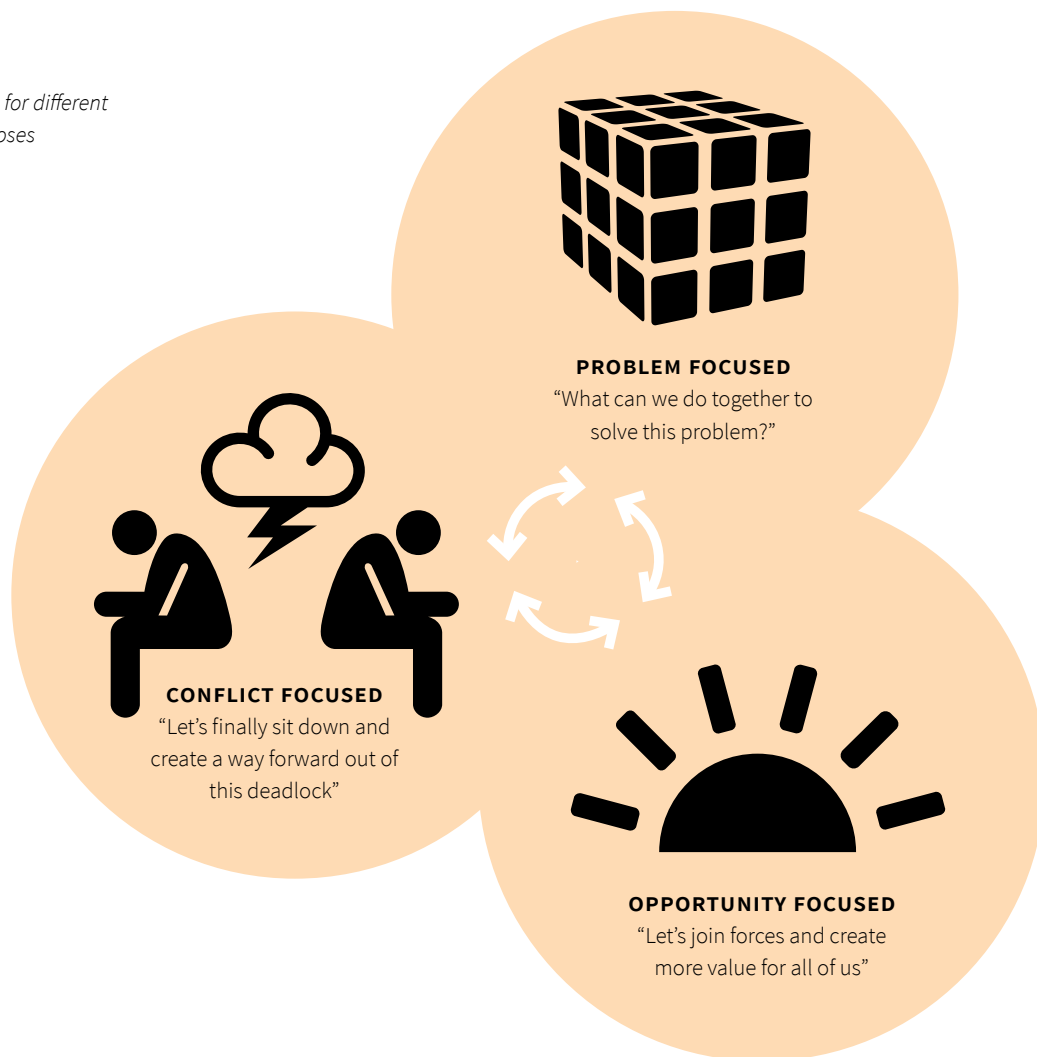 for different
PROBLEM FOCUSED
“What can we do together to
solve this problem?”
CONFLICT FOCUSED
“Let’s finally sit down and
create a way forward out of
this deadlock”
OPPORTUNITY FOCUSED
“Let’s join forces and create
more value for all of us”